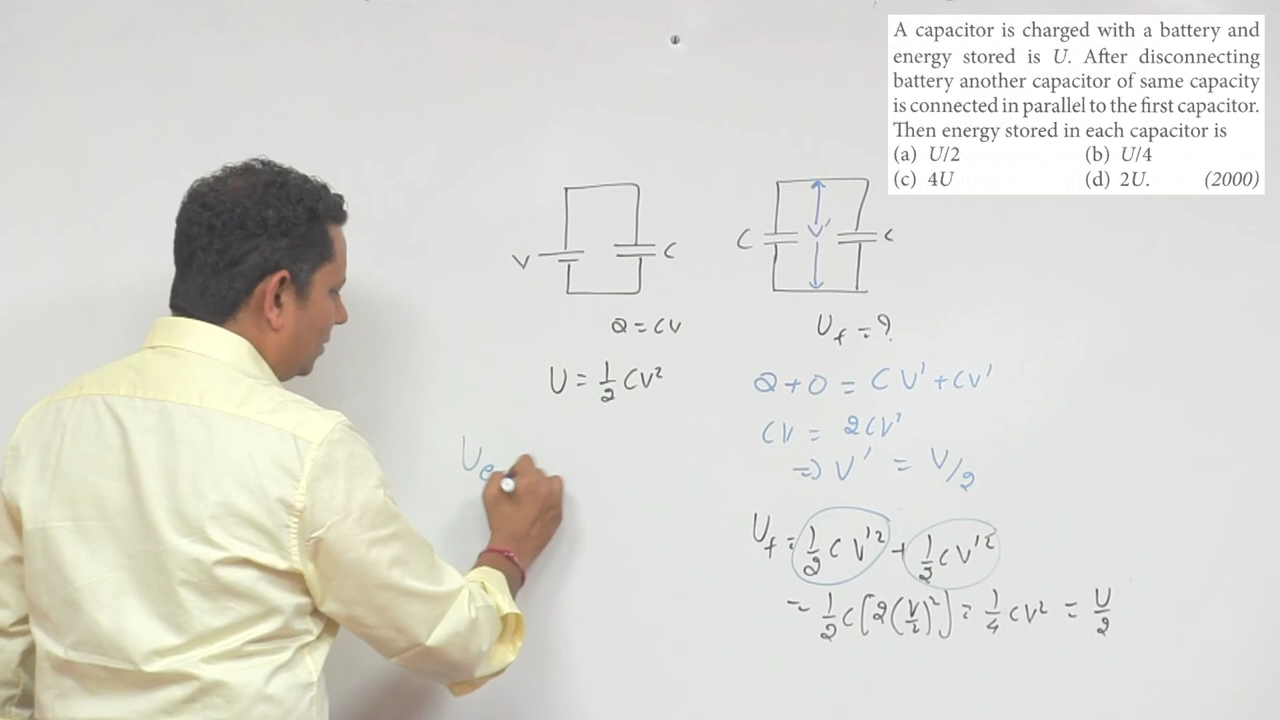 A capacitor is charged with a battery and
energy stored is U. After disconnecting
battery another capacitor of same capacity
is connected in parallel to the first capacitor.
Then energy stored in each capacitor is
(a) U/2 (b) U/4
(c) 4U (d) 2U. (2000)
V C
C V' C
Q = CV
U = 1/2 CV²
U_f = ?
Q + 0 = CV' + CV'
CV = 2CV'
⇒ V' = V/2
U_f = 1/2 CV'² + 1/2 CV'²
= 1/2 C[2(V/2)²] = 1/4 CV² = U/2
Ue